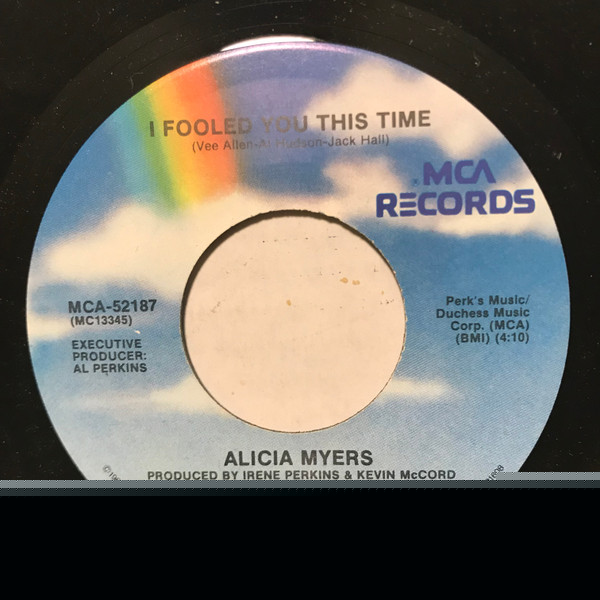 I FOOLED YOU THIS TIME
(Vee Allen-Al Hudson-Jack Hall)
MCA
RECORDS
MCA-52187
(MC13345)
EXECUTIVE
PRODUCER:
AL PERKINS
Perk's Music/
Duchess Music
Corp. (MCA)
(BMI) (4:10)
ALICIA MYERS
PRODUCED BY IRENE PERKINS & KEVIN McCORD